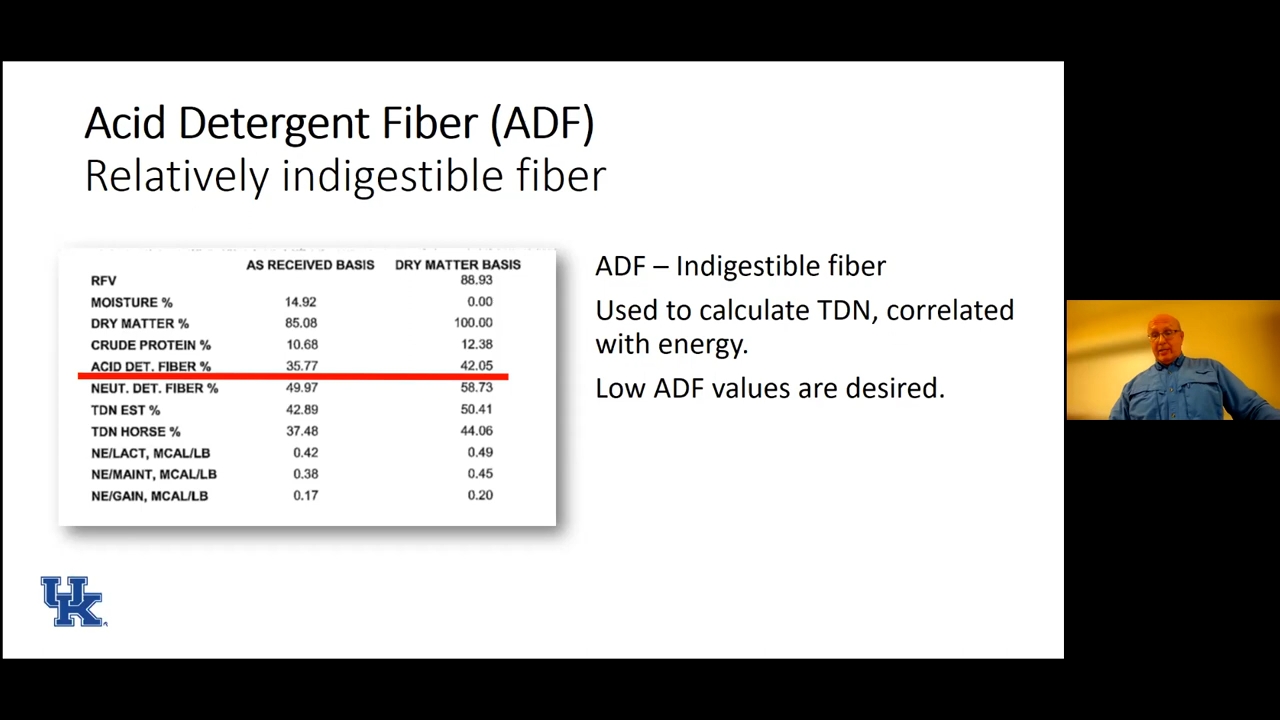 Acid Detergent Fiber (ADF)
Relatively indigestible fiber
AS RECEIVED BASIS DRY MATTER BASIS
RFV 88.93
MOISTURE % 14.92 0.00
DRY MATTER % 85.08 100.00
CRUDE PROTEIN % 10.68 12.38
ACID DET. FIBER % 35.77 42.05
NEUT. DET. FIBER % 49.97 58.73
TDN EST % 42.89 50.41
TDN HORSE % 37.48 44.06
NE/LACT, MCAL/LB 0.42 0.49
NE/MAINT, MCAL/LB 0.38 0.45
NE/GAIN, MCAL/LB 0.17 0.20
ADF – Indigestible fiber
Used to calculate TDN, correlated
with energy.
Low ADF values are desired.
UK